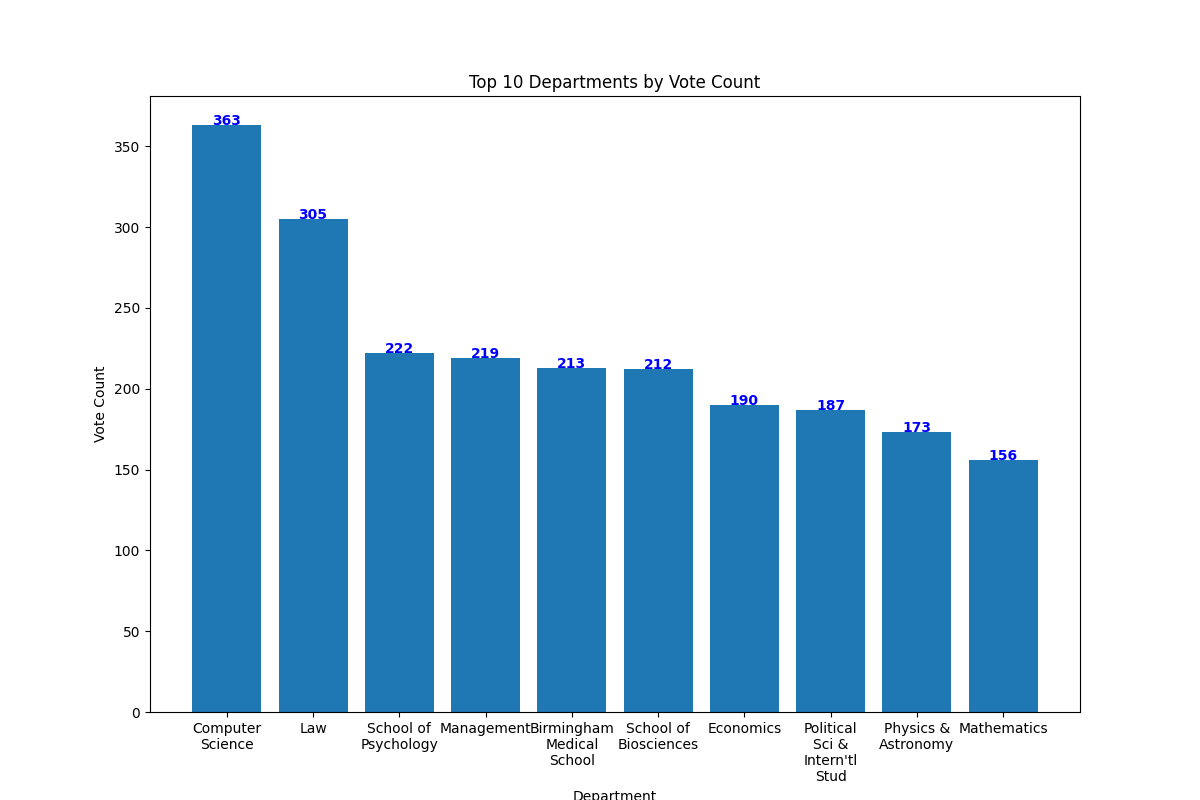 Top 10 Departments by Vote Count
Vote Count
350
300
250
200
150
100
50
0
363
305
222
219
213
212
190
187
173
156
Computer
Science
Law
School of
Psychology
Management
Birmingham
Medical
School
School of
Biosciences
Economics
Political
Sci &
Intern'tl
Stud
Physics &
Astronomy
Mathematics
Department